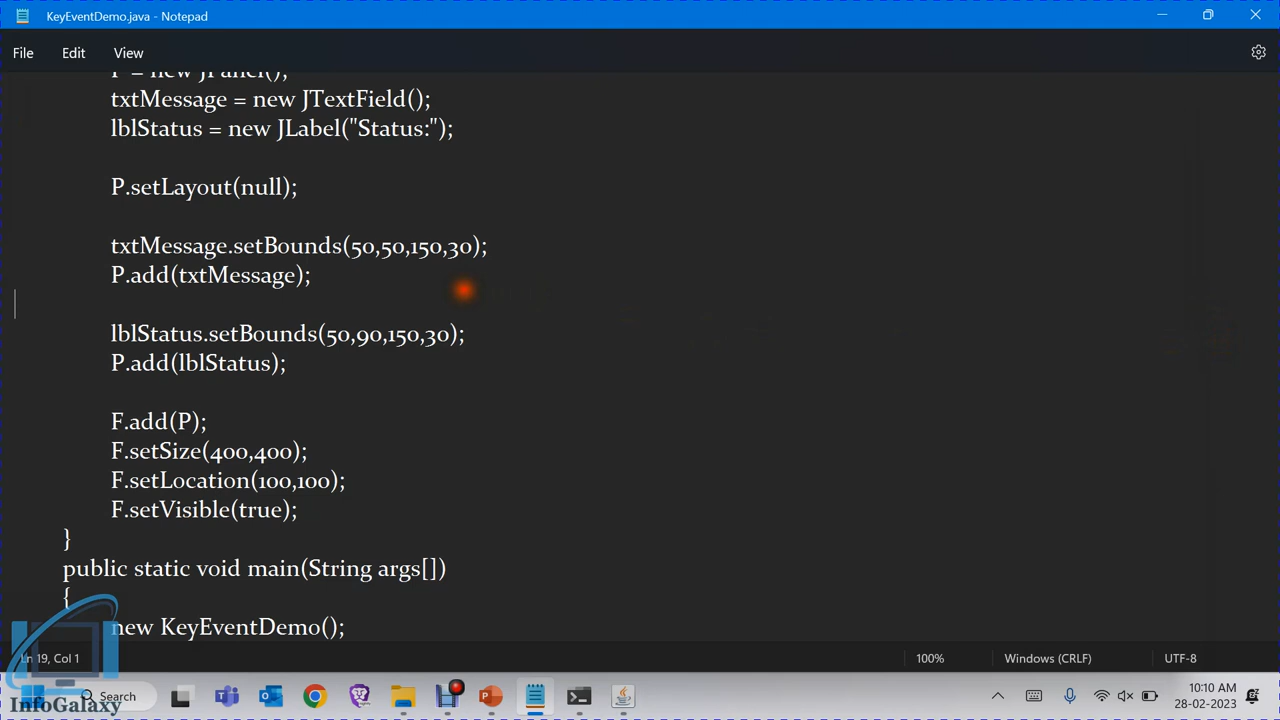 KeyEventDemo.java - Notepad
File Edit View
P = new JPanel();
txtMessage = new JTextField();
lblStatus = new JLabel("Status:");
P.setLayout(null);
txtMessage.setBounds(50,50,150,30);
P.add(txtMessage);
lblStatus.setBounds(50,90,150,30);
P.add(lblStatus);
F.add(P);
F.setSize(400,400);
F.setLocation(100,100);
F.setVisible(true);
}
public static void main(String args[])
{
new KeyEventDemo();
Ln 19, Col 1 100% Windows (CRLF) UTF-8
Search 10:10 AM
28-02-2023
InfoGalaxy